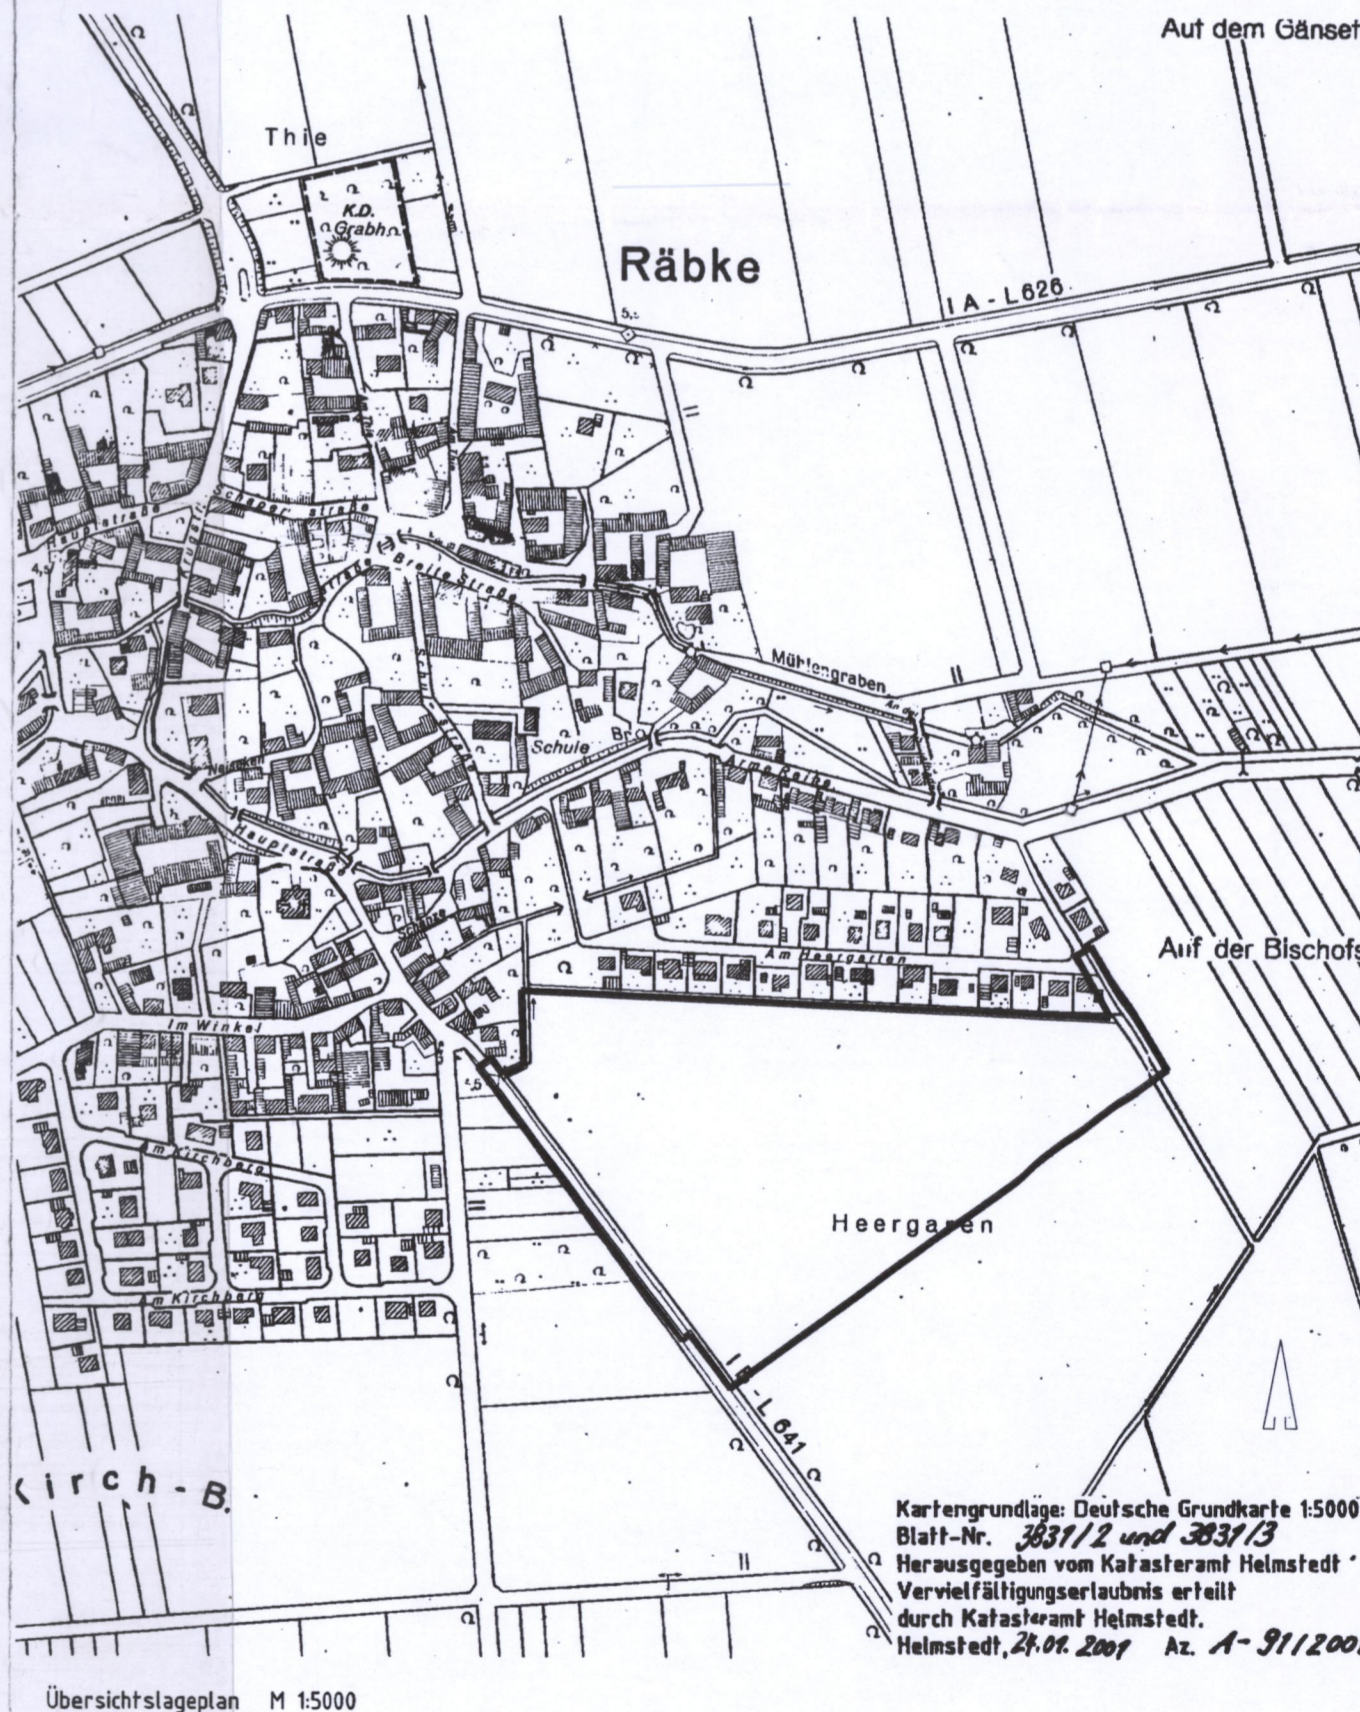 Auf dem Gänset
Thie
K.D.
Grabh.
Räbke
I A - L 626
Schaper straße
Hauptstraße
Breite Straße
Mühlengraben
Schule
Br.
Schulstraße
Arme Reihe
Hauptstraße
Schanze
Am Heergarten
Auf der Bischofs
Im Winkel
Am Kirchberg
Heergarten
Am Kirchberg
- L 641
Kirch - B.
Kartengrundlage: Deutsche Grundkarte 1:5000
Blatt-Nr. 3831/2 und 3831/3
Herausgegeben vom Katasteramt Helmstedt
Vervielfältigungserlaubnis erteilt
durch Katasteramt Helmstedt.
Helmstedt, 24.01.2001 Az. A - 91/200
Übersichtslageplan M 1:5000